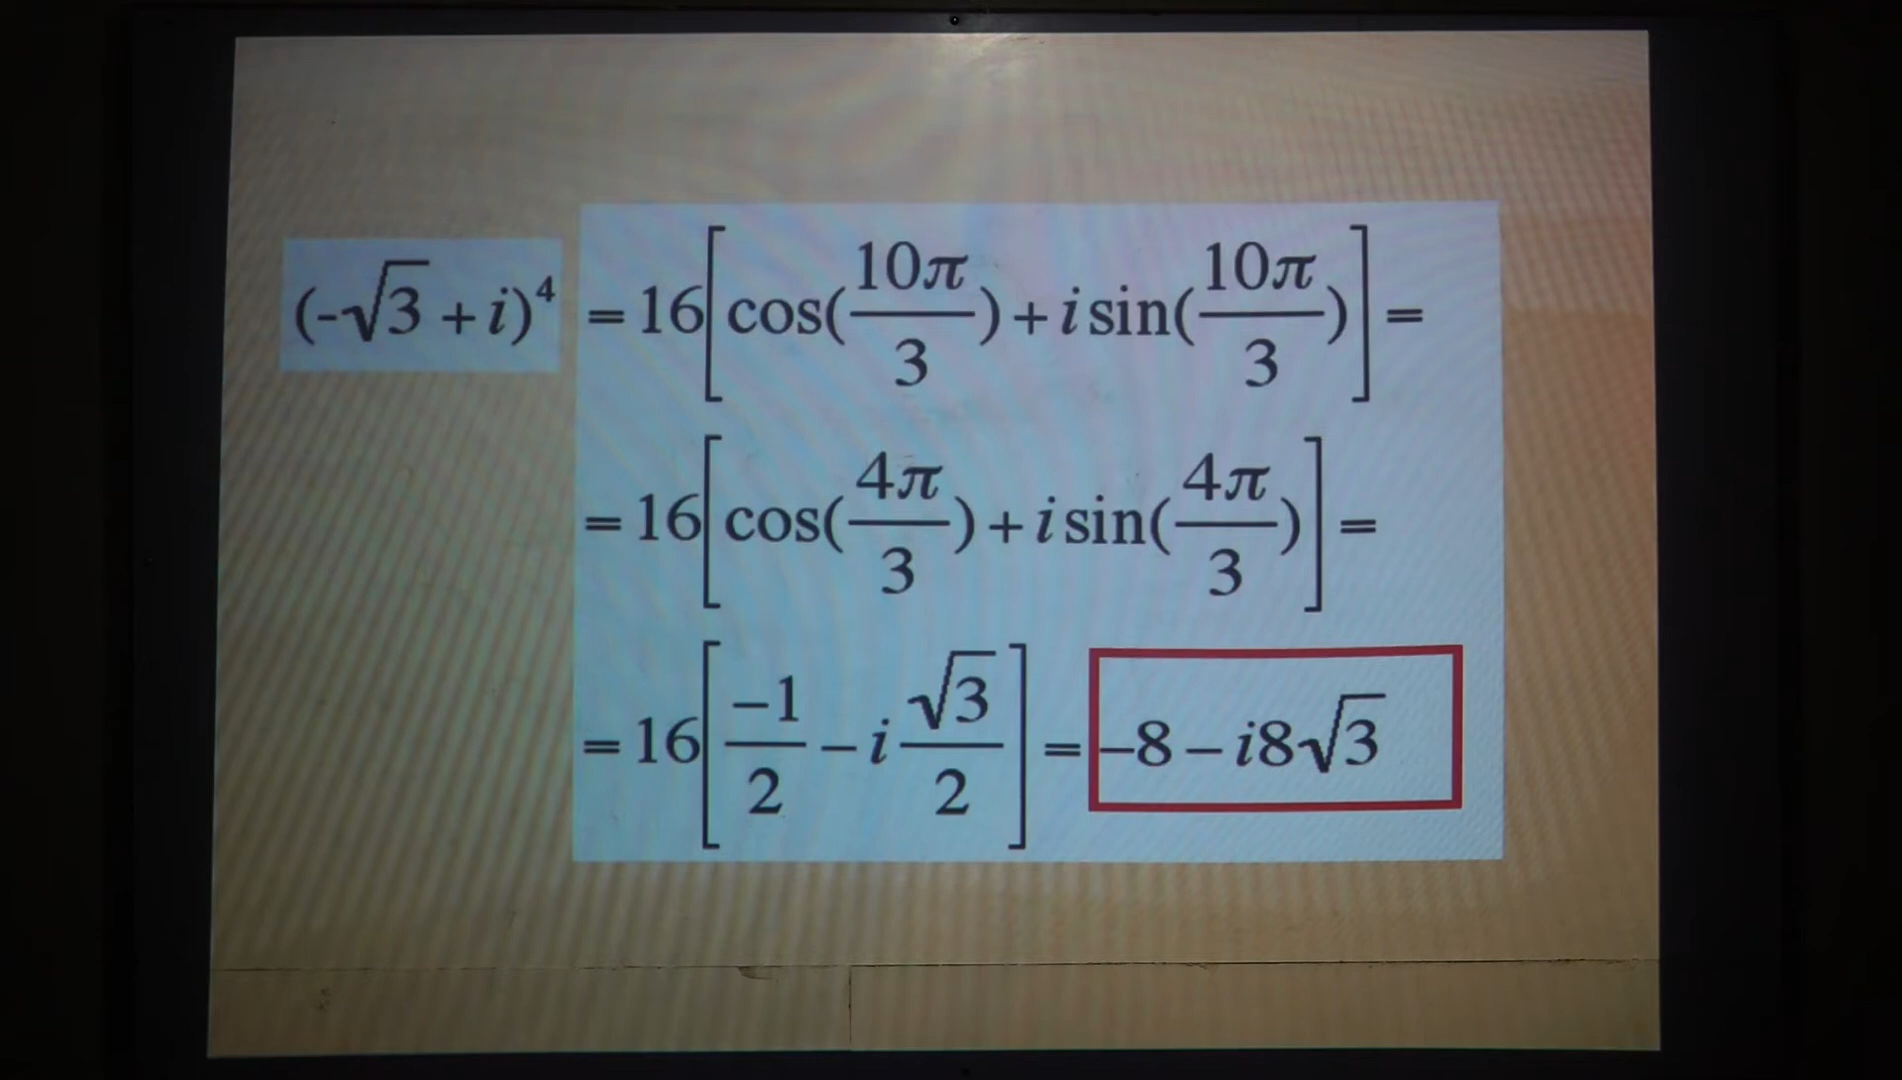 (-√3 + i)⁴ = 16[cos(10π/3) + i sin(10π/3)] =
= 16[cos(4π/3) + i sin(4π/3)] =
= 16[-1/2 - i √3/2] = -8 - i8√3